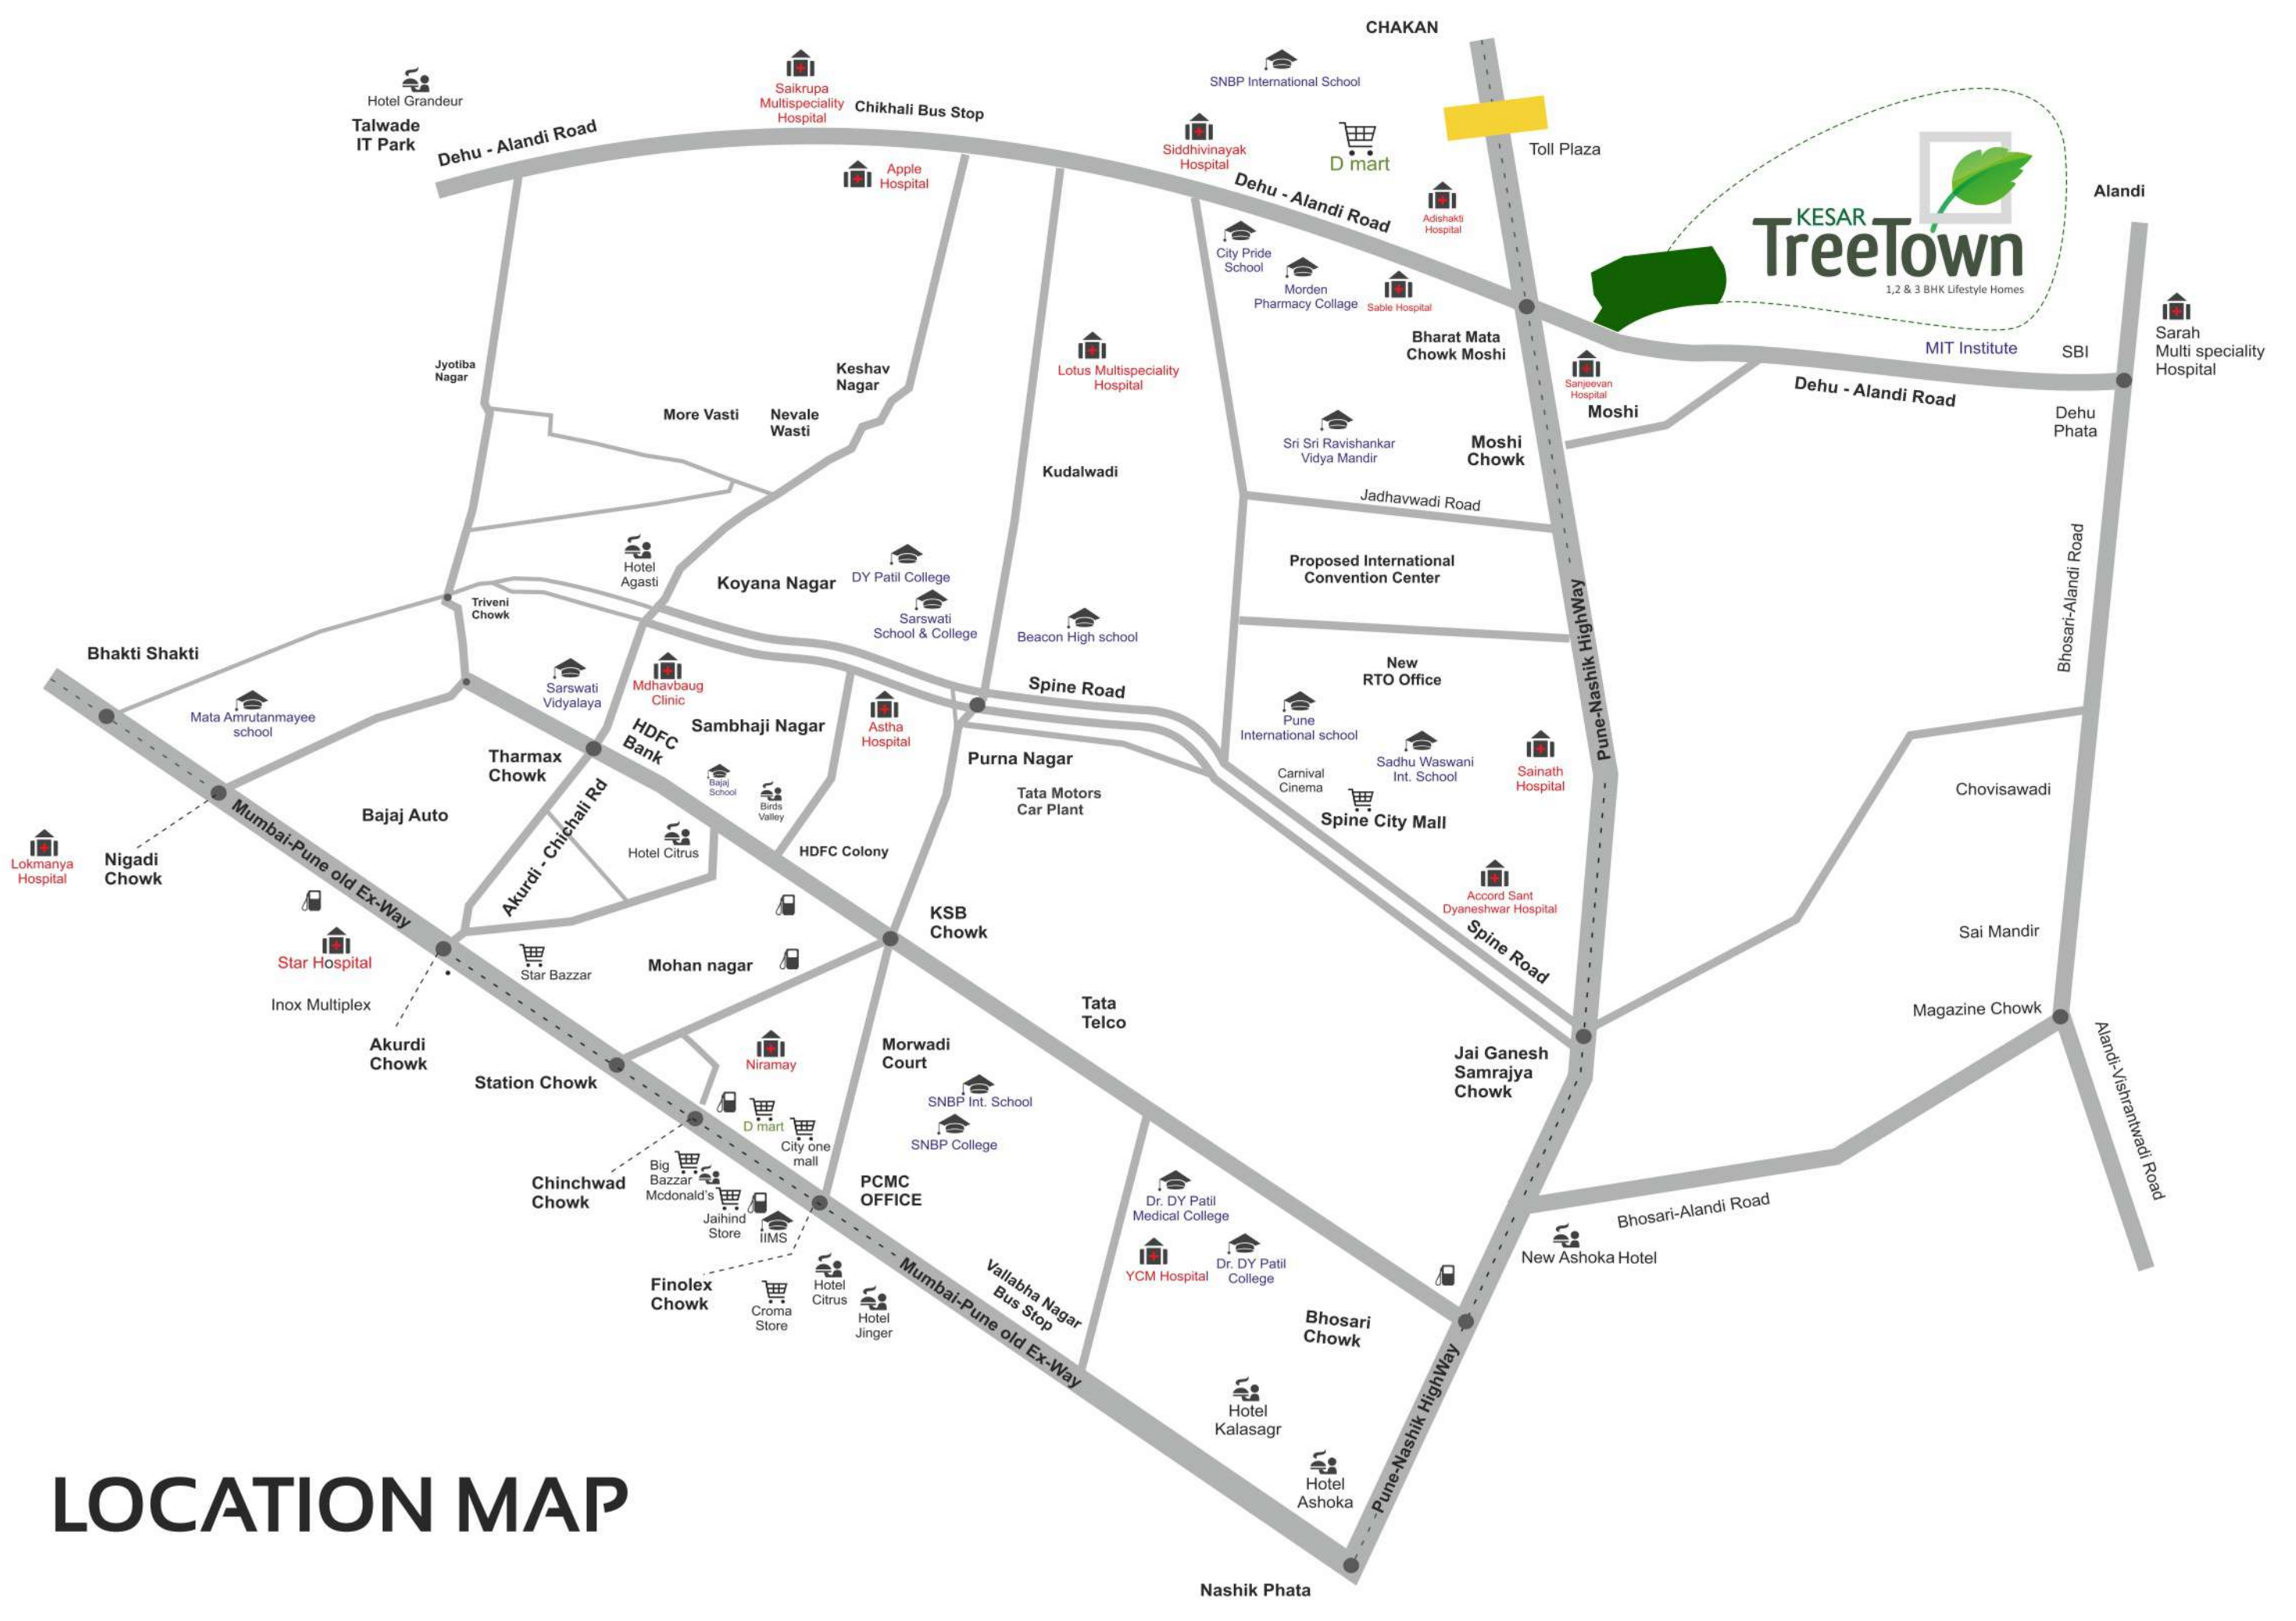 CHAKAN
SNBP International School
Hotel Grandeur
Talwade
IT Park
Dehu - Alandi Road
Saikrupa
Multispeciality
Hospital
Chikhali Bus Stop
Apple
Hospital
Siddhivinayak
Hospital
D mart
Toll Plaza
Dehu - Alandi Road
Adishakti
Hospital
City Pride
School
Morden
Pharmacy Collage
Sable Hospital
Bharat Mata
Chowk Moshi
KESAR
TreeTown
1,2 & 3 BHK Lifestyle Homes
Alandi
MIT Institute
SBI
Sarah
Multi speciality
Hospital
Dehu - Alandi Road
Dehu
Phata
Sanjeevan
Hospital
Moshi
Jyotiba
Nagar
More Vasti
Nevale
Wasti
Keshav
Nagar
Lotus Multispeciality
Hospital
Kudalwadi
Sri Sri Ravishankar
Vidya Mandir
Moshi
Chowk
Jadhavwadi Road
Proposed International
Convention Center
Pune-Nashik HighWay
Bhosari-Alandi Road
Hotel
Agasti
Koyana Nagar
DY Patil College
Sarswati
School & College
Beacon High school
Triveni
Chowk
Bhakti Shakti
Mata Amrutanmayee
school
Sarswati
Vidyalaya
Mdhavbaug
Clinic
HDFC
Bank
Sambhaji Nagar
Astha
Hospital
Spine Road
New
RTO Office
Pune
International school
Sadhu Waswani
Int. School
Carnival
Cinema
Spine City Mall
Sainath
Hospital
Tharmax
Chowk
Bajaj
School
Birds
Valley
Purna Nagar
Tata Motors
Car Plant
Chovisawadi
Bajaj Auto
Akurdi - Chichali Rd
Hotel Citrus
HDFC Colony
Lokmanya
Hospital
Nigadi
Chowk
Mumbai-Pune old Ex-Way
Accord Sant
Dyaneshwar Hospital
Spine Road
KSB
Chowk
Sai Mandir
Star Hospital
Star Bazzar
Mohan nagar
Inox Multiplex
Tata
Telco
Magazine Chowk
Akurdi
Chowk
Station Chowk
Niramay
Morwadi
Court
Jai Ganesh
Samrajya
Chowk
Alandi-Vishrantwadi Road
SNBP Int. School
SNBP College
D mart
City one
mall
Chinchwad
Chowk
Big
Bazzar
Mcdonald's
Jaihind
Store
IIMS
PCMC
OFFICE
Dr. DY Patil
Medical College
Bhosari-Alandi Road
New Ashoka Hotel
YCM Hospital
Dr. DY Patil
College
Finolex
Chowk
Croma
Store
Hotel
Citrus
Hotel
Jinger
Mumbai-Pune old Ex-Way
Vallabha Nagar
Bus Stop
Bhosari
Chowk
Hotel
Kalasagr
Pune-Nashik HighWay
Hotel
Ashoka
LOCATION MAP
Nashik Phata